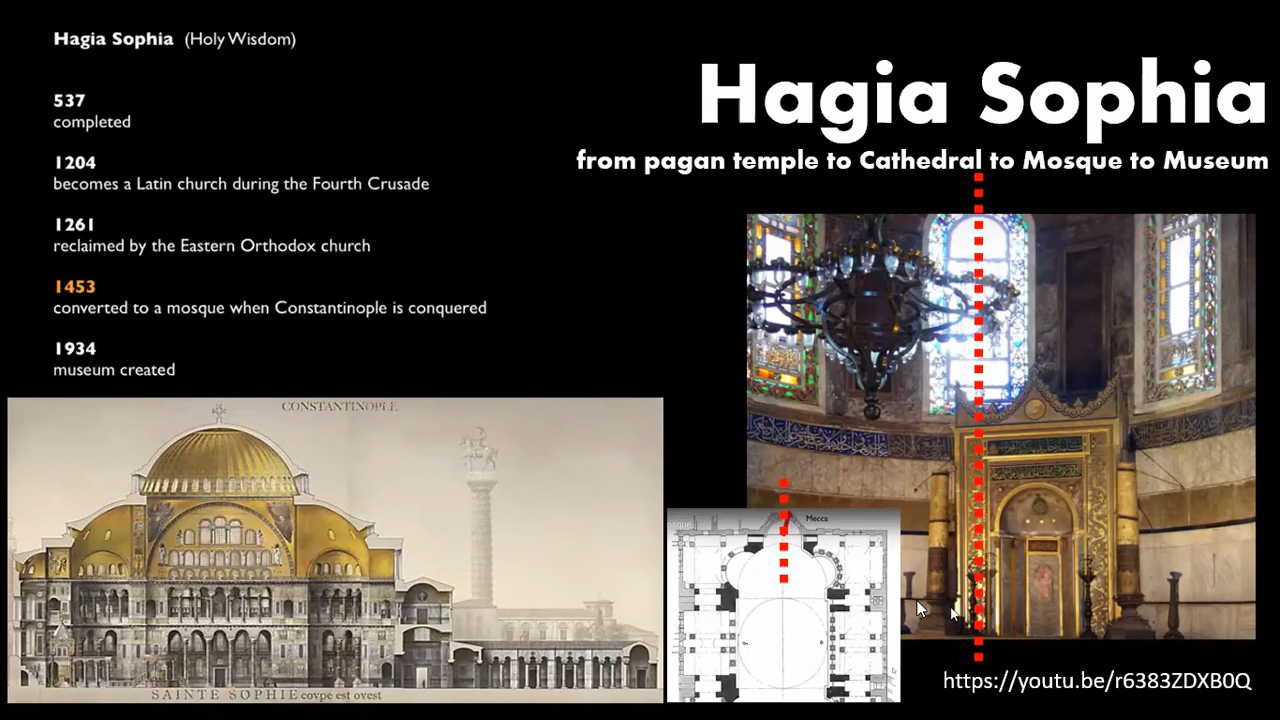 Hagia Sophia (Holy Wisdom)
537
completed
1204
becomes a Latin church during the Fourth Crusade
1261
reclaimed by the Eastern Orthodox church
1453
converted to a mosque when Constantinople is conquered
1934
museum created
Hagia Sophia
from pagan temple to Cathedral to Mosque to Museum
CONSTANTINOPLE
SAINTE SOPHIE covpe est ovest
Mecca
https://youtu.be/r6383ZDXB0Q